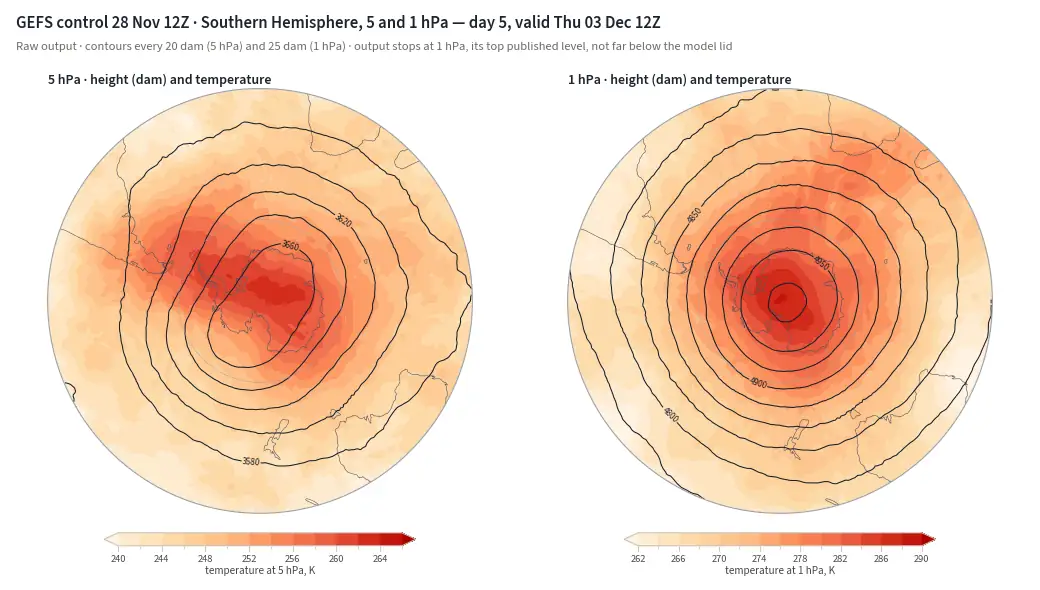 GEFS control 28 Nov 12Z · Southern Hemisphere, 5 and 1 hPa — day 5, valid Thu 03 Dec 12Z
Raw output · contours every 20 dam (5 hPa) and 25 dam (1 hPa) · output stops at 1 hPa, its top published level, not far below the model lid
5 hPa · height (dam) and temperature
1 hPa · height (dam) and temperature
3620
3660
3580
4850
4950
4900
4800
240 244 248 252 256 260 264
temperature at 5 hPa, K
262 266 270 274 278 282 286 290
temperature at 1 hPa, K